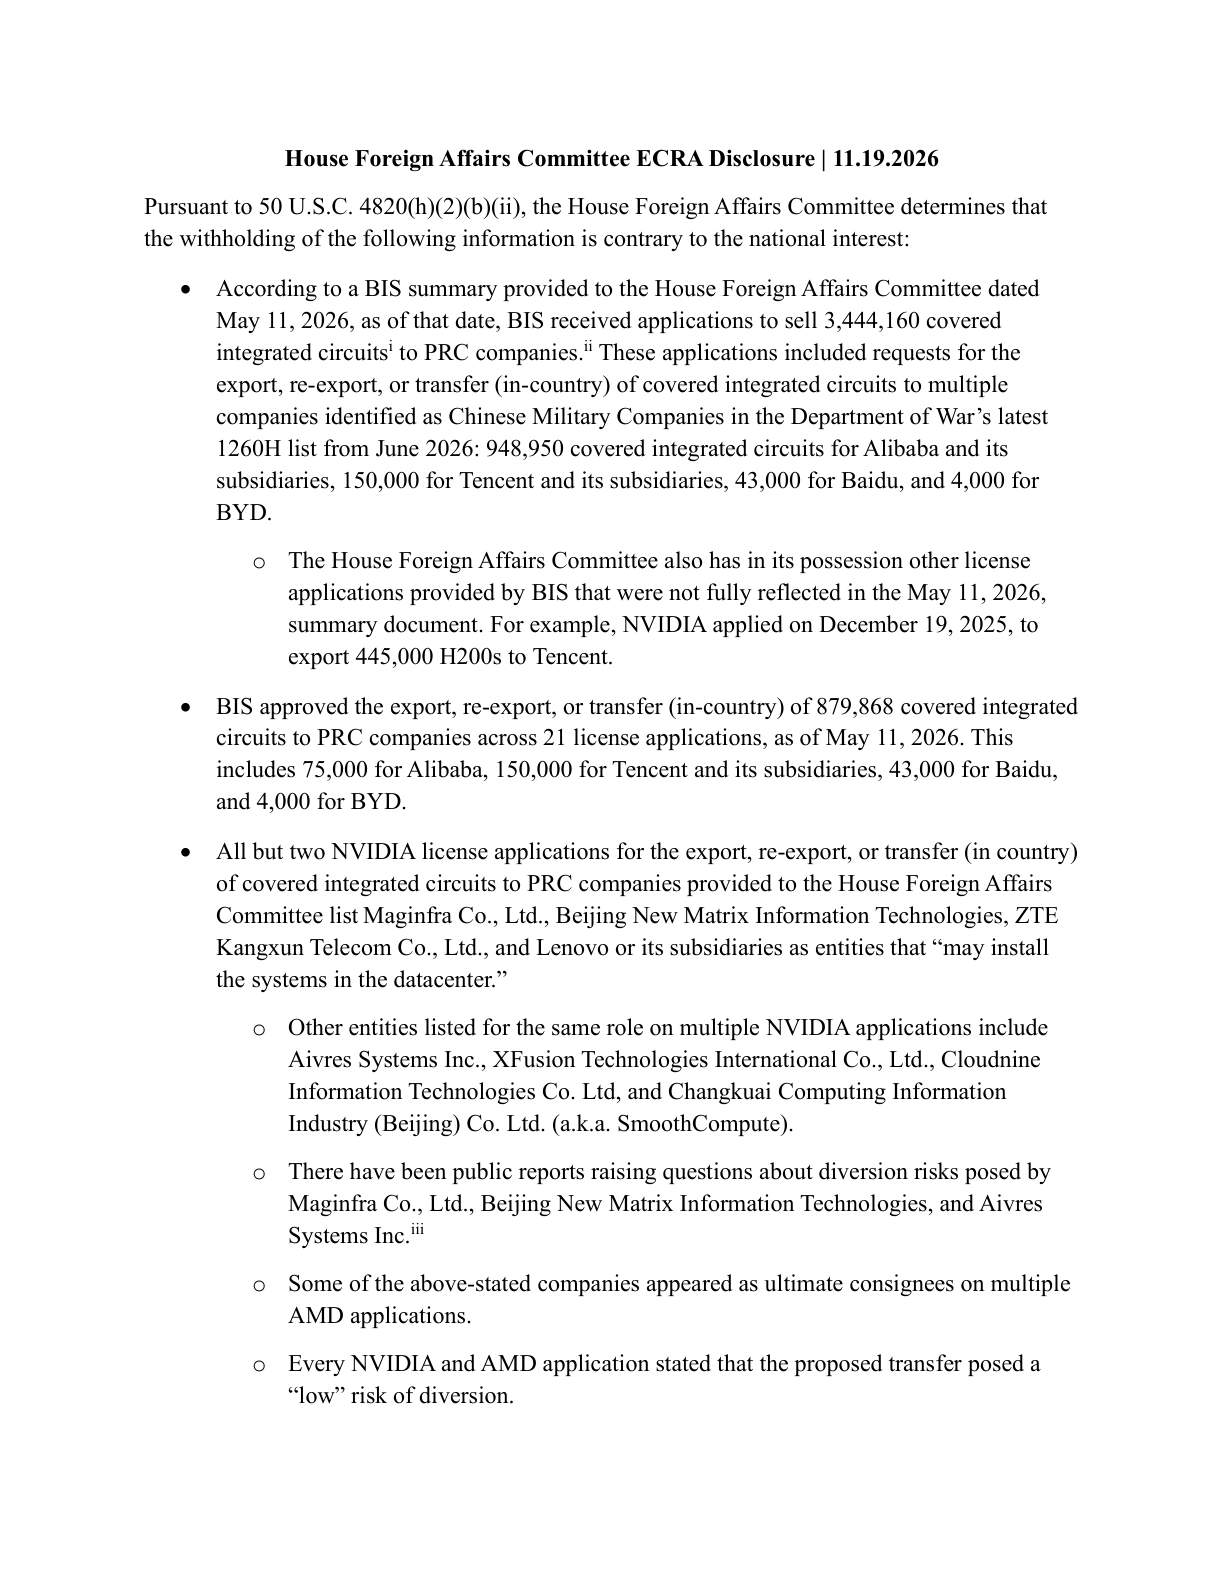 House Foreign Affairs Committee ECRA Disclosure | 11.19.2026
Pursuant to 50 U.S.C. 4820(h)(2)(b)(ii), the House Foreign Affairs Committee determines that
the withholding of the following information is contrary to the national interest:
• According to a BIS summary provided to the House Foreign Affairs Committee dated
May 11, 2026, as of that date, BIS received applications to sell 3,444,160 covered
integrated circuitsⁱ to PRC companies.ⁱⁱ These applications included requests for the
export, re-export, or transfer (in-country) of covered integrated circuits to multiple
companies identified as Chinese Military Companies in the Department of War’s latest
1260H list from June 2026: 948,950 covered integrated circuits for Alibaba and its
subsidiaries, 150,000 for Tencent and its subsidiaries, 43,000 for Baidu, and 4,000 for
BYD.
o The House Foreign Affairs Committee also has in its possession other license
applications provided by BIS that were not fully reflected in the May 11, 2026,
summary document. For example, NVIDIA applied on December 19, 2025, to
export 445,000 H200s to Tencent.
• BIS approved the export, re-export, or transfer (in-country) of 879,868 covered integrated
circuits to PRC companies across 21 license applications, as of May 11, 2026. This
includes 75,000 for Alibaba, 150,000 for Tencent and its subsidiaries, 43,000 for Baidu,
and 4,000 for BYD.
• All but two NVIDIA license applications for the export, re-export, or transfer (in country)
of covered integrated circuits to PRC companies provided to the House Foreign Affairs
Committee list Maginfra Co., Ltd., Beijing New Matrix Information Technologies, ZTE
Kangxun Telecom Co., Ltd., and Lenovo or its subsidiaries as entities that “may install
the systems in the datacenter.”
o Other entities listed for the same role on multiple NVIDIA applications include
Aivres Systems Inc., XFusion Technologies International Co., Ltd., Cloudnine
Information Technologies Co. Ltd, and Changkuai Computing Information
Industry (Beijing) Co. Ltd. (a.k.a. SmoothCompute).
o There have been public reports raising questions about diversion risks posed by
Maginfra Co., Ltd., Beijing New Matrix Information Technologies, and Aivres
Systems Inc.ⁱⁱⁱ
o Some of the above-stated companies appeared as ultimate consignees on multiple
AMD applications.
o Every NVIDIA and AMD application stated that the proposed transfer posed a
“low” risk of diversion.